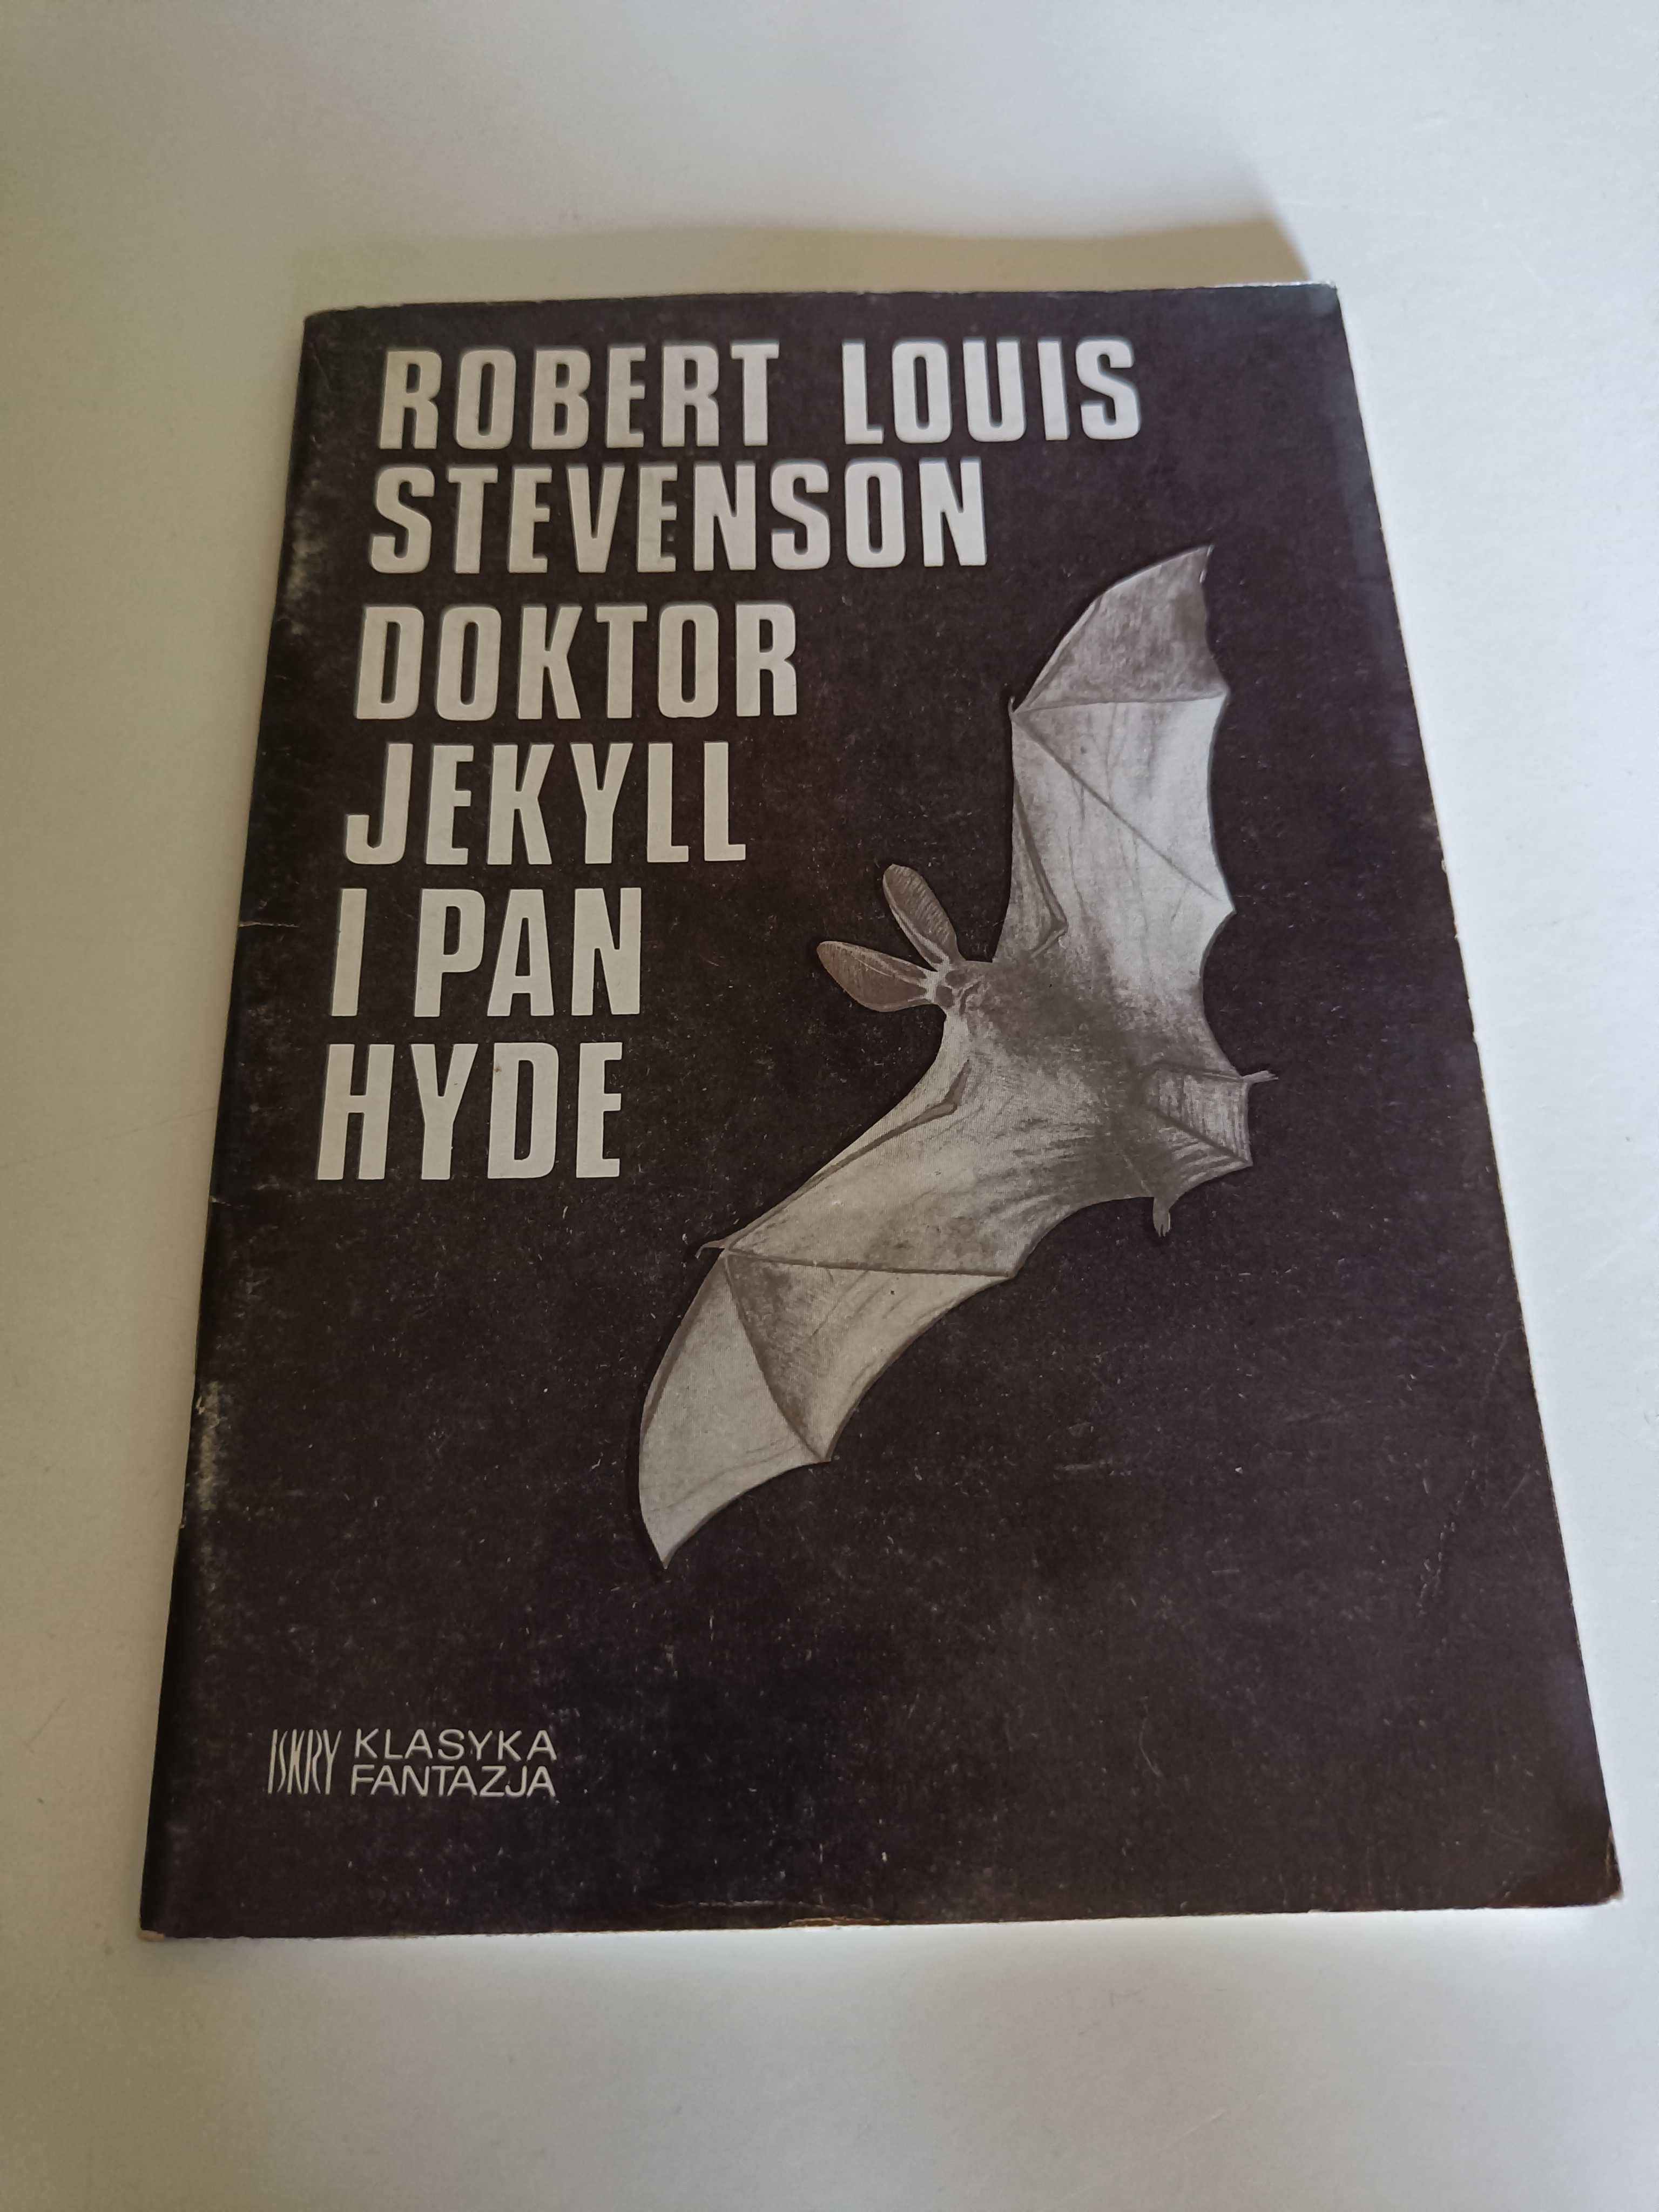 ROBERT LOUIS
STEVENSON
DOKTOR
JEKYLL
I PAN
HYDE
ISKRY KLASYKA
FANTAZJA